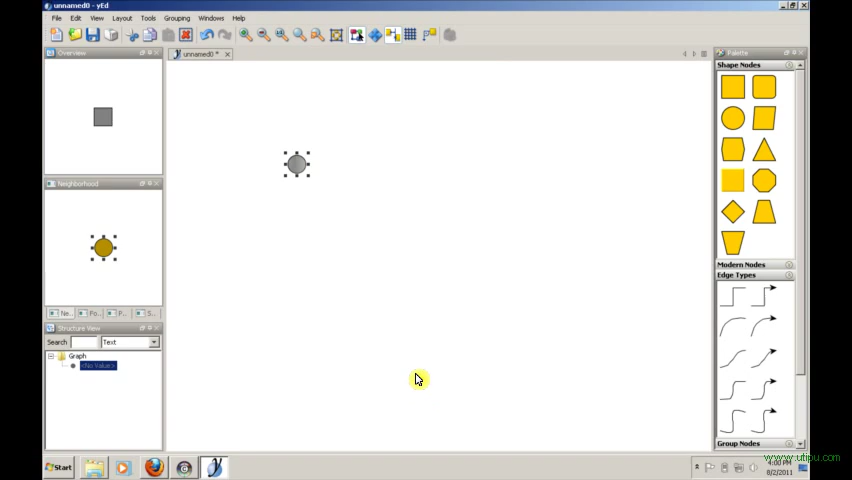 unnamed0 * - yEd
File Edit View Layout Tools Grouping Windows Help
Overview
unnamed0 *
Palette
Shape Nodes
Neighborhood
Modern Nodes
Edge Types
Ne... Fo... P... S...
Structure View
Search Text
Graph
<No Value>
Group Nodes
Start
www.utipu.com
4:00 PM
8/2/2011